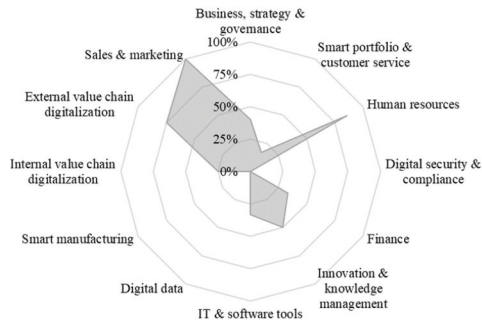 Business, strategy &
governance
100%
75%
50%
25%
0%
Smart portfolio &
customer service
Human resources
Digital security &
compliance
Finance
Innovation &
knowledge
management
IT & software tools
Digital data
Smart manufacturing
Internal value chain
digitalization
External value chain
digitalization
Sales & marketing